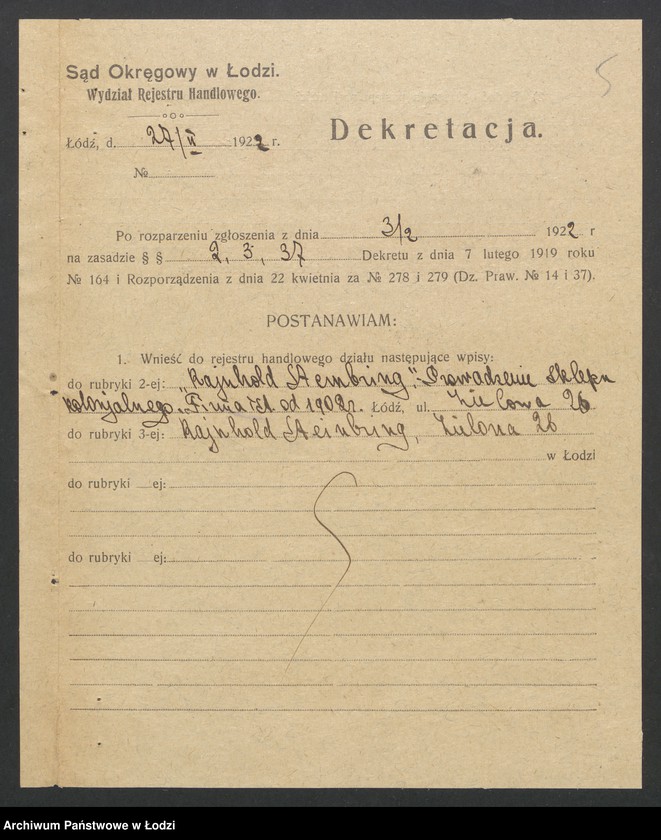 5
Sąd Okręgowy w Łodzi.
Wydział Rejestru Handlowego.
Dekretacja.
Łódź, d. 27/II 1922 r.
№
Po rozparzeniu zgłoszenia z dnia 3/2 1922 r
na zasadzie § § 2, 3, 37 Dekretu z dnia 7 lutego 1919 roku
№ 164 i Rozporządzenia z dnia 22 kwietnia za № 278 i 279 (Dz. Praw. № 14 i 37).
POSTANAWIAM:
1. Wnieść do rejestru handlowego działu następujące wpisy:
do rubryki 2-ej: „Rajnhold Steinbring". Prowadzenie sklepu
kolonjalnego. Firma istn. od 1909 r. Łódź, ul. Zielona 26
do rubryki 3-ej: Rajnhold Steinbring, Zielona 26
w Łodzi
do rubryki ej:
do rubryki ej:
Archiwum Państwowe w Łodzi